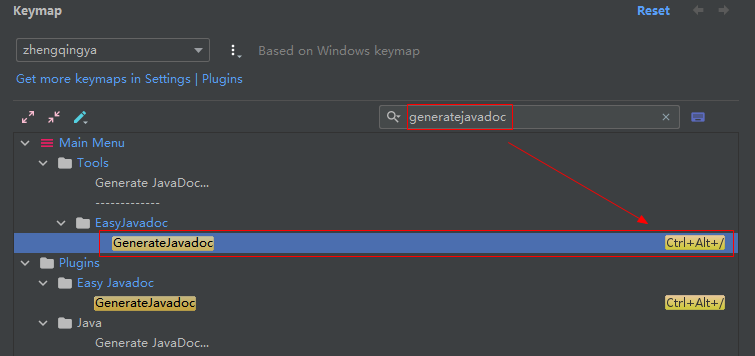 Keymap
Reset
zhengqingya
Based on Windows keymap
Get more keymaps in Settings | Plugins
generatejavadoc
Main Menu
Tools
Generate JavaDoc...
-------------
EasyJavadoc
GenerateJavadoc Ctrl+Alt+/
Plugins
Easy Javadoc
GenerateJavadoc Ctrl+Alt+/
Java
Generate JavaDoc...